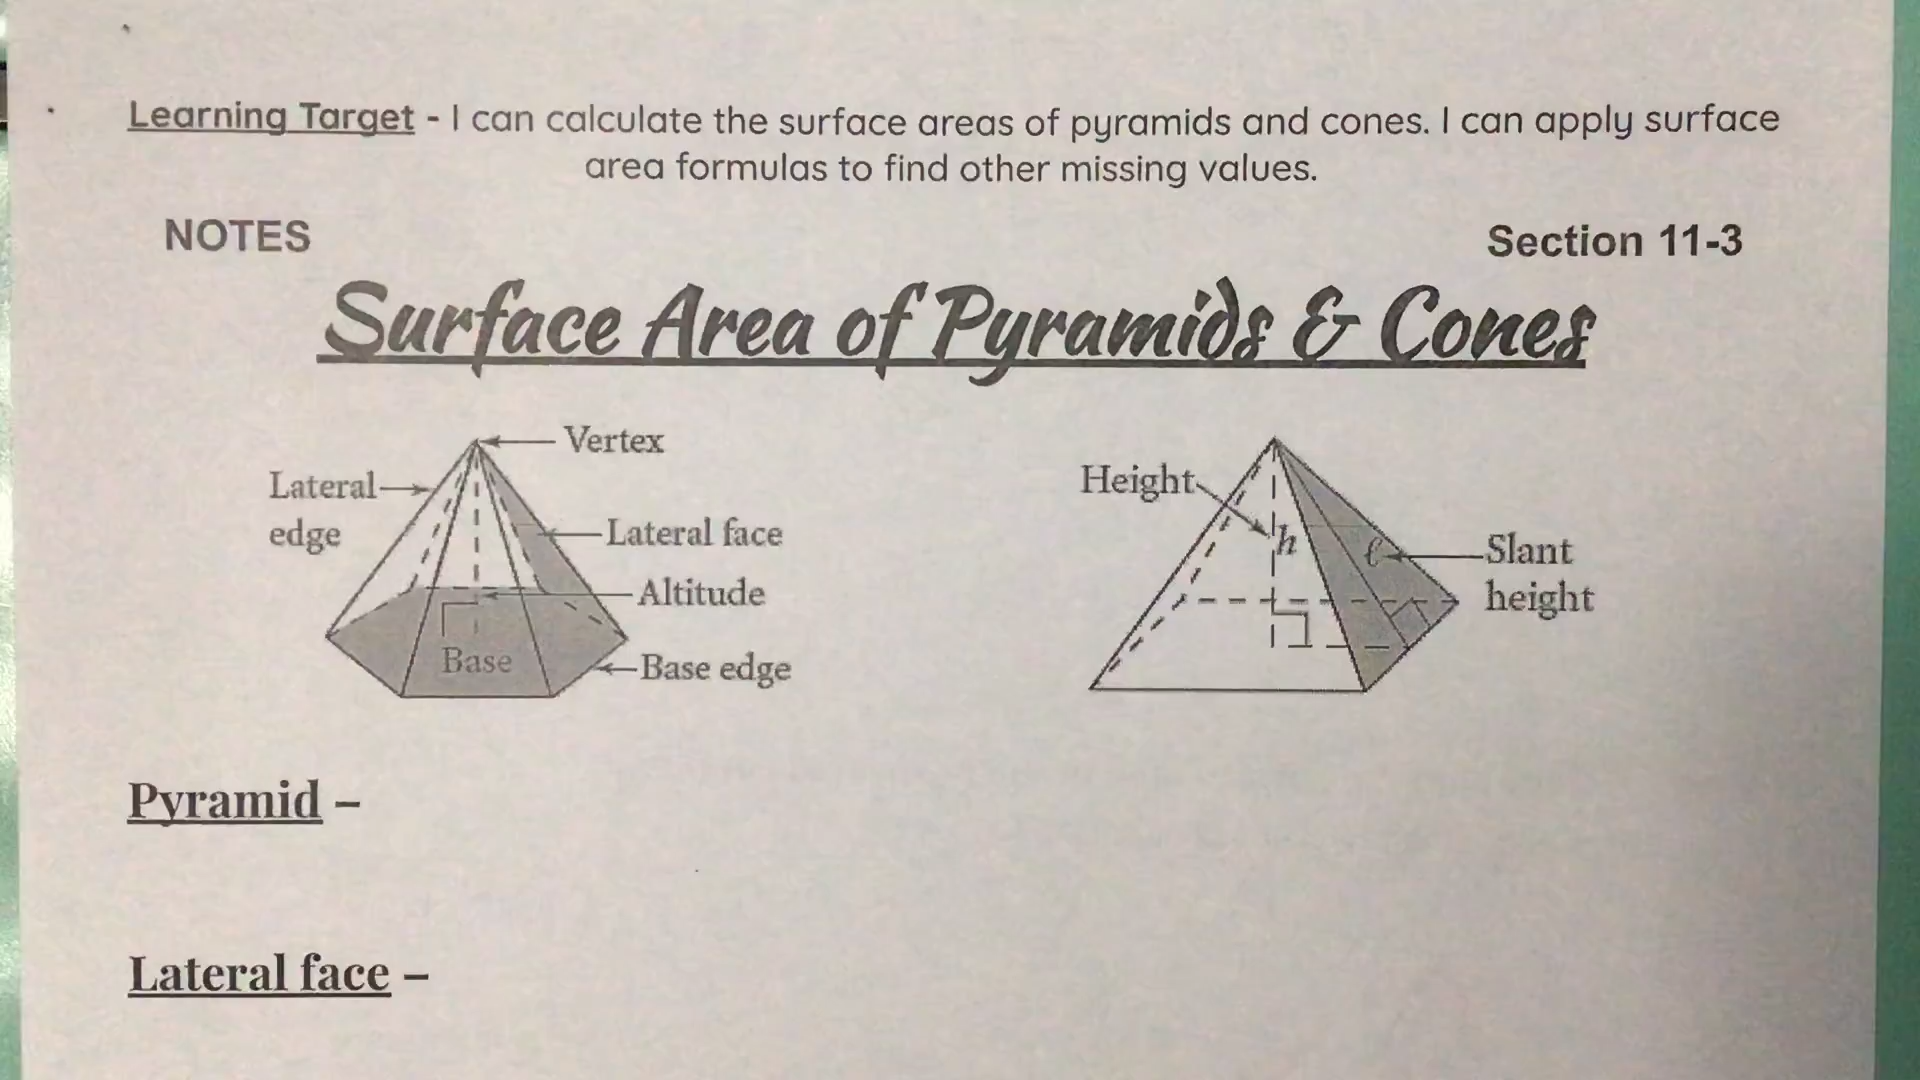 Learning Target - I can calculate the surface areas of pyramids and cones. I can apply surface
area formulas to find other missing values.
NOTES
Section 11-3
Surface Area of Pyramids & Cones
Vertex
Lateral
edge
Lateral face
Altitude
Base
Base edge
Height
h
ℓ
Slant
height
Pyramid –
Lateral face –